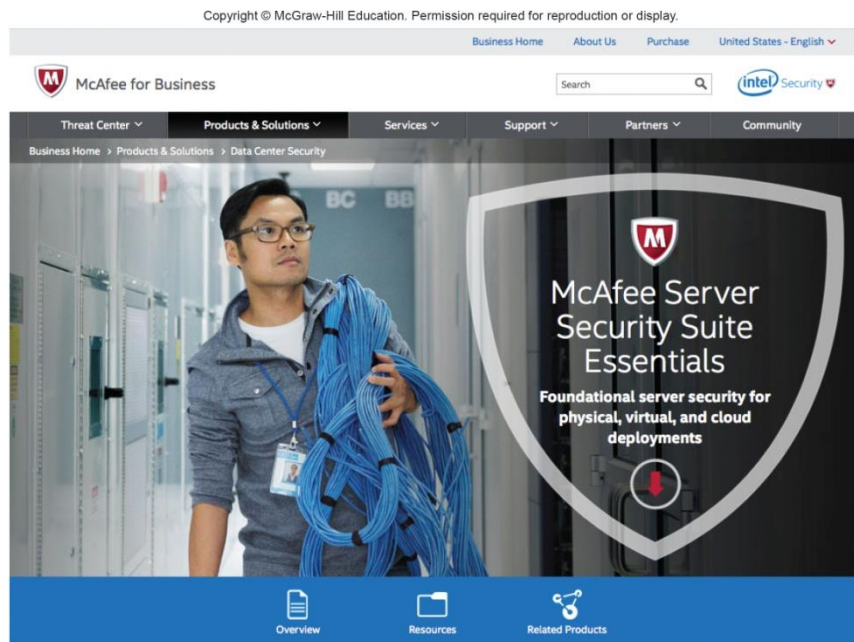 Copyright © McGraw-Hill Education. Permission required for reproduction or display.
Business Home About Us Purchase United States - English
McAfee for Business
Search
intel Security
Threat Center Products & Solutions Services Support Partners Community
Business Home > Products & Solutions > Data Center Security
BC BB
M
McAfee Server
Security Suite
Essentials
Foundational server security for
physical, virtual, and cloud
deployments
Overview Resources Related Products